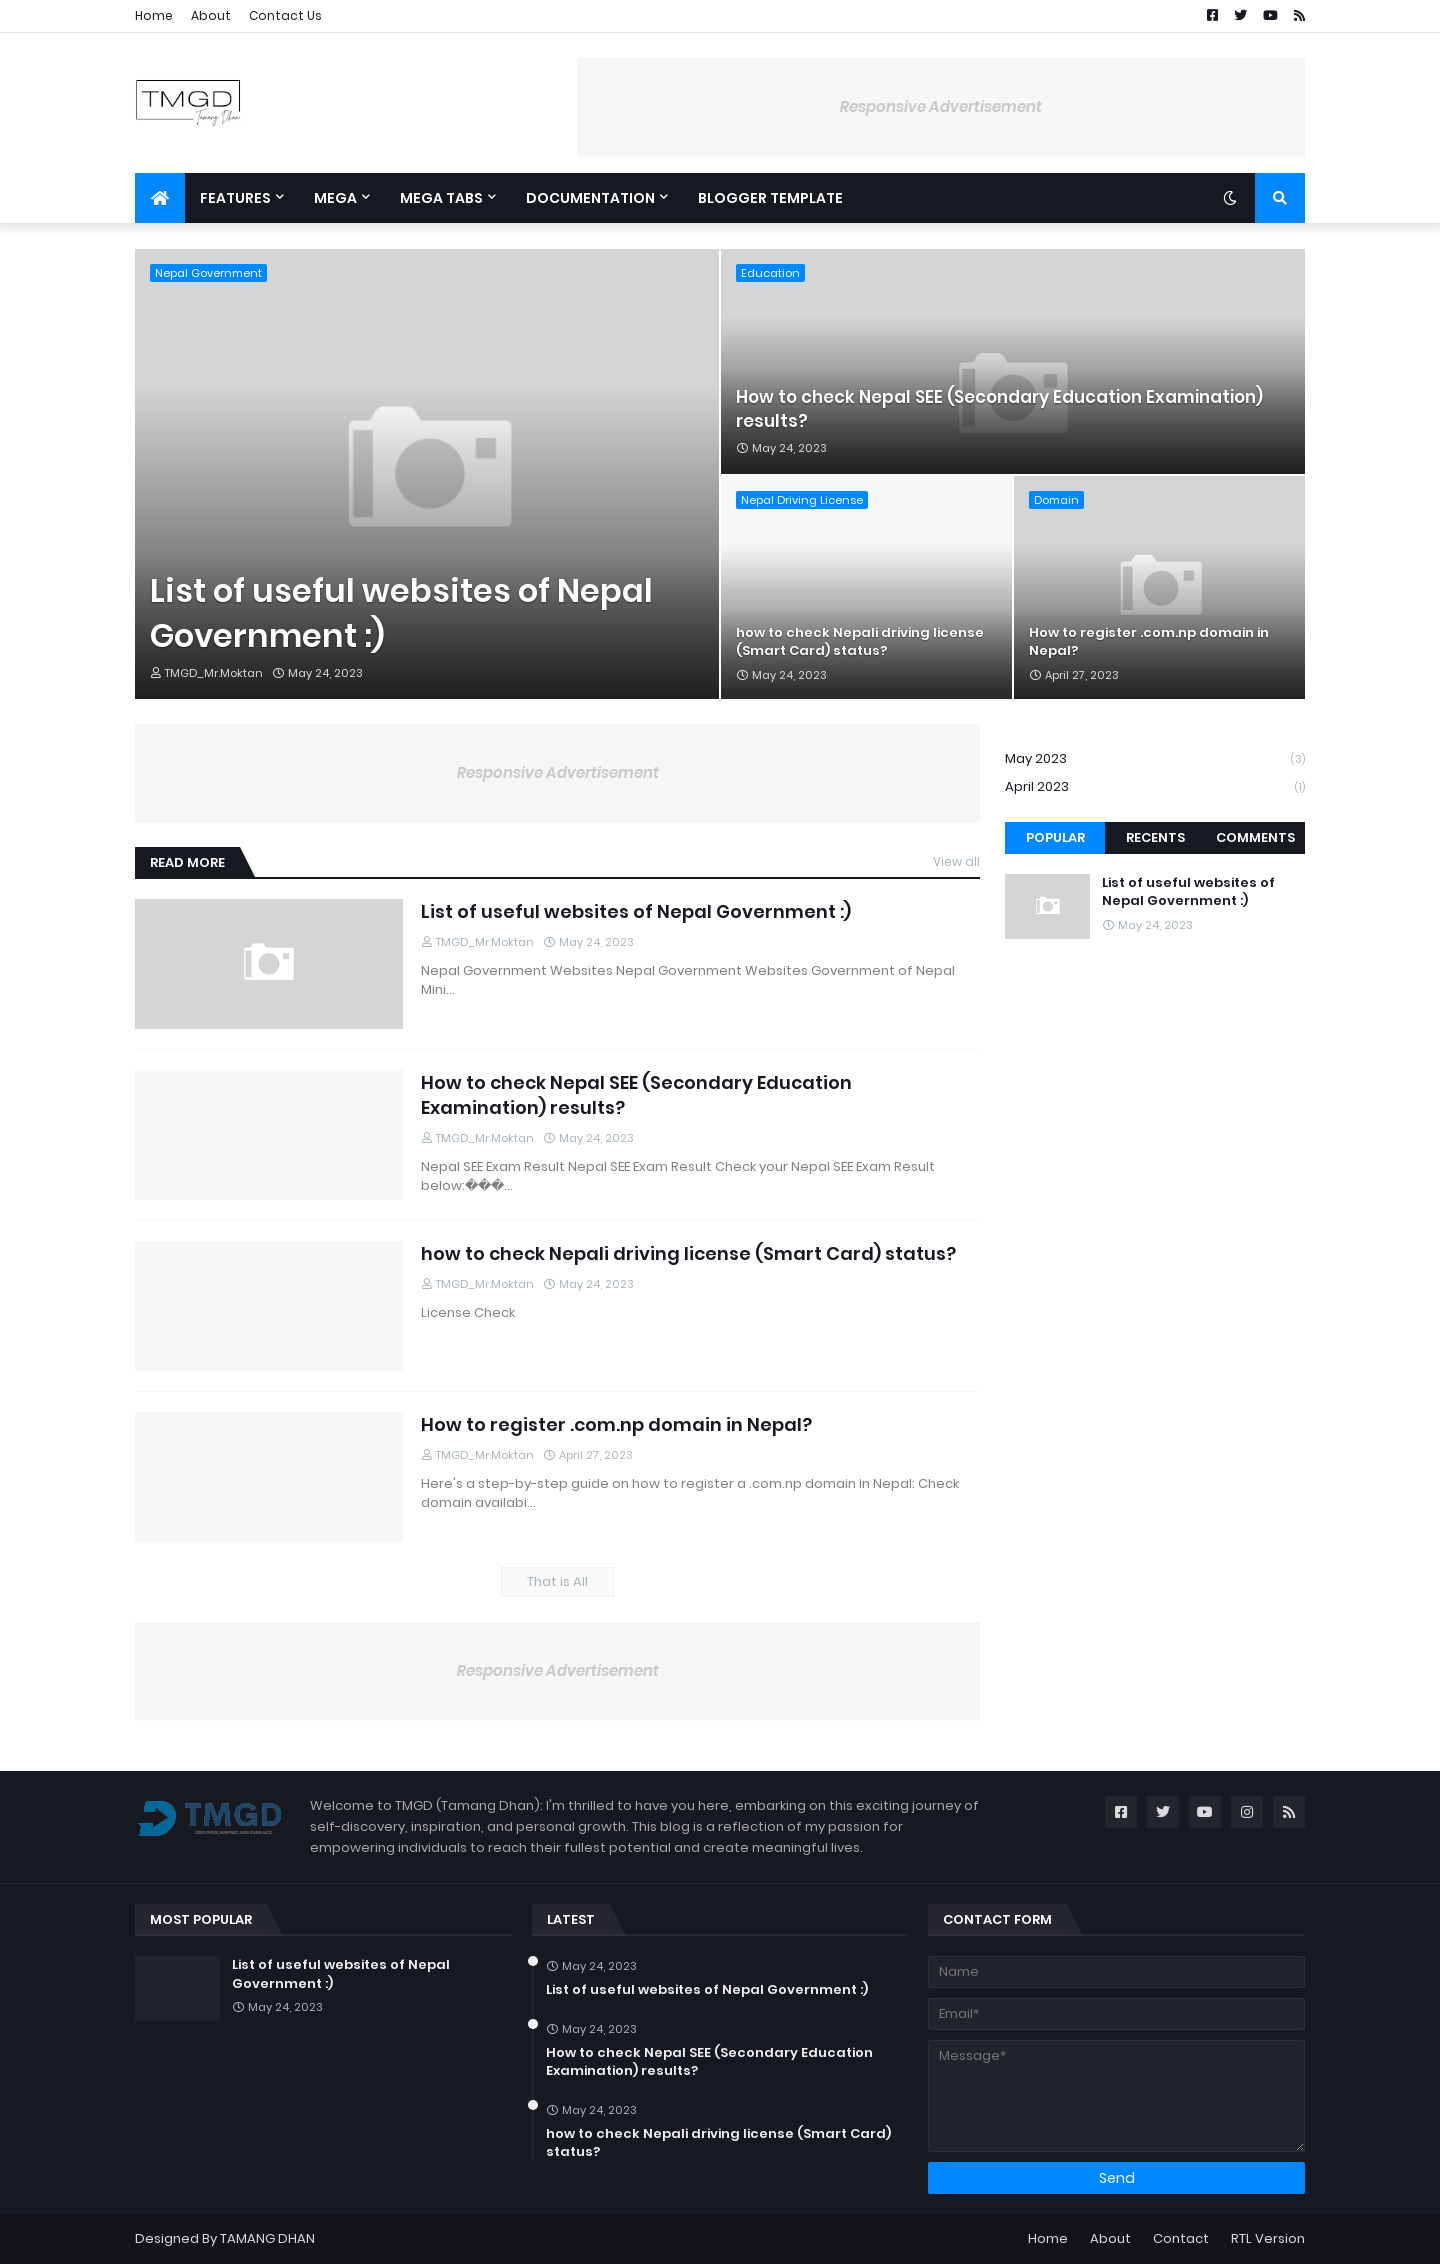 Home About Contact Us
TMGD
Tamang Dhan
Responsive Advertisement
FEATURES MEGA MEGA TABS DOCUMENTATION BLOGGER TEMPLATE
Nepal Government
List of useful websites of Nepal
Government :)
TMGD_Mr.Moktan May 24, 2023
Education
How to check Nepal SEE (Secondary Education Examination)
results?
May 24, 2023
Nepal Driving License
how to check Nepali driving license
(Smart Card) status?
May 24, 2023
Domain
How to register .com.np domain in
Nepal?
April 27, 2023
Responsive Advertisement
READ MORE View all
List of useful websites of Nepal Government :)
TMGD_Mr.Moktan May 24, 2023
Nepal Government Websites Nepal Government Websites Government of Nepal
Mini...
How to check Nepal SEE (Secondary Education
Examination) results?
TMGD_Mr.Moktan May 24, 2023
Nepal SEE Exam Result Nepal SEE Exam Result Check your Nepal SEE Exam Result
below:���...
how to check Nepali driving license (Smart Card) status?
TMGD_Mr.Moktan May 24, 2023
License Check
How to register .com.np domain in Nepal?
TMGD_Mr.Moktan April 27, 2023
Here's a step-by-step guide on how to register a .com.np domain in Nepal: Check
domain availabi...
That is All
Responsive Advertisement
May 2023 (3)
April 2023 (1)
POPULAR RECENTS COMMENTS
List of useful websites of
Nepal Government :)
May 24, 2023
TMGD
Welcome to TMGD (Tamang Dhan): I'm thrilled to have you here, embarking on this exciting journey of
self-discovery, inspiration, and personal growth. This blog is a reflection of my passion for
empowering individuals to reach their fullest potential and create meaningful lives.
MOST POPULAR
List of useful websites of Nepal
Government :)
May 24, 2023
LATEST
May 24, 2023
List of useful websites of Nepal Government :)
May 24, 2023
How to check Nepal SEE (Secondary Education
Examination) results?
May 24, 2023
how to check Nepali driving license (Smart Card)
status?
CONTACT FORM
Name
Email*
Message*
Send
Designed By TAMANG DHAN
Home About Contact RTL Version